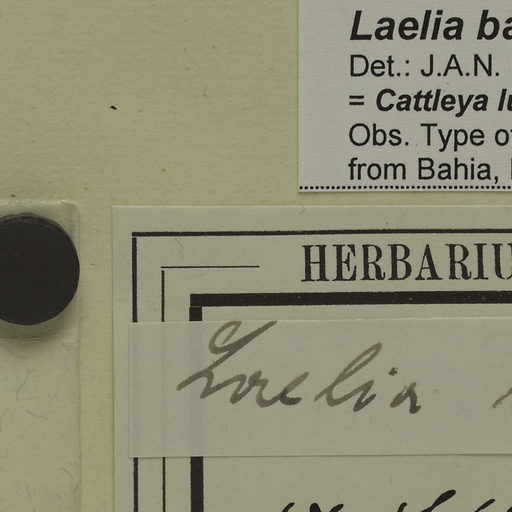 Laelia ba
Det.: J.A.N.
= Cattleya lu
Obs. Type of
from Bahia,
HERBARIU
Laelia